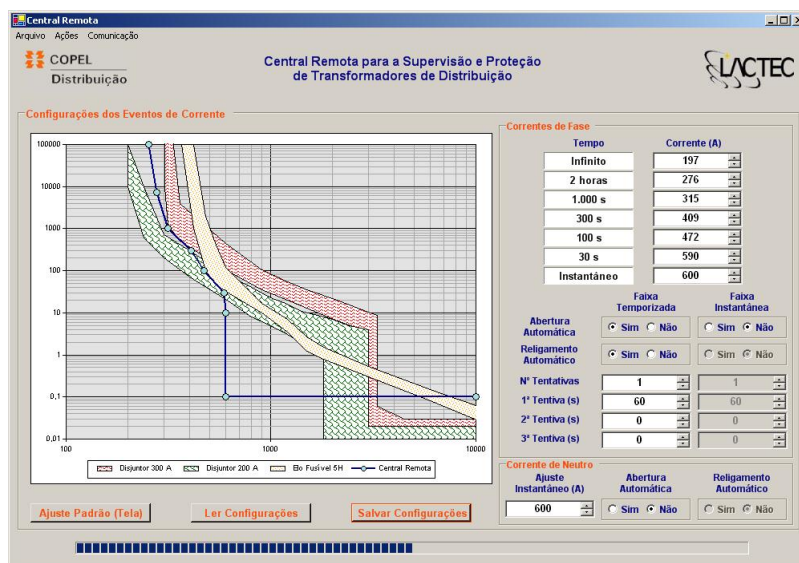 Central Remota
Arquivo Ações Comunicação
COPEL
Distribuição
Central Remota para a Supervisão e Proteção
de Transformadores de Distribuição
LACTEC
Configurações dos Eventos de Corrente
100000
10000
1000
100
10
1
0,1
0,01
100 1000 10000
Disjuntor 300 A Disjuntor 200 A Elo Fusível 5H Central Remota
Ajuste Padrão (Tela) Ler Configurações Salvar Configurações
Correntes de Fase
Tempo Corrente (A)
Infinito 197
2 horas 276
1.000 s 315
300 s 409
100 s 472
30 s 590
Instantâneo 600
Faixa Temporizada Faixa Instantânea
Abertura Automática Sim Não Sim Não
Religamento Automático Sim Não Sim Não
Nº Tentativas 1 1
1ª Tentiva (s) 60 60
2ª Tentiva (s) 0 0
3ª Tentiva (s) 0 0
Corrente de Neutro
Ajuste Instantâneo (A) Abertura Automática Religamento Automático
600 Sim Não Sim Não